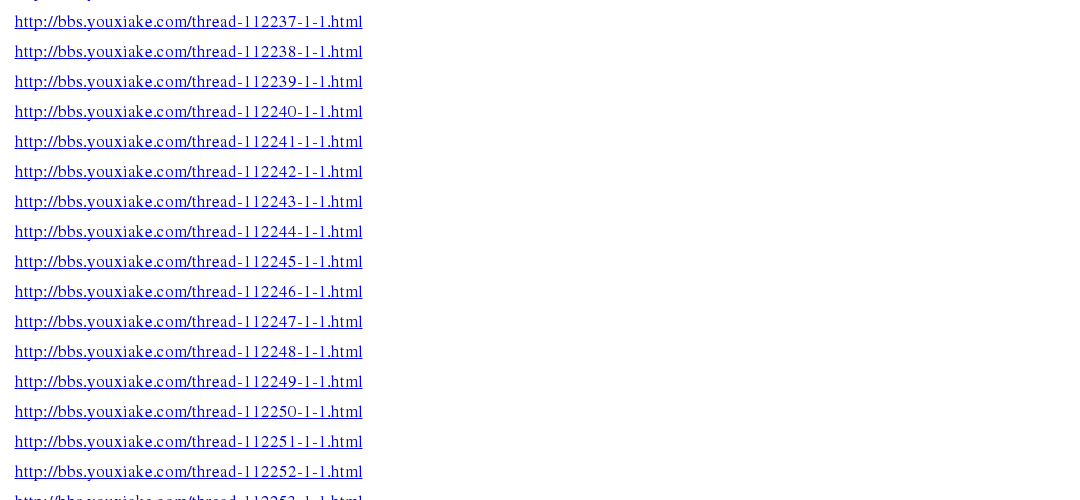 http://bbs.youxiake.com/thread-112237-1-1.html
http://bbs.youxiake.com/thread-112238-1-1.html
http://bbs.youxiake.com/thread-112239-1-1.html
http://bbs.youxiake.com/thread-112240-1-1.html
http://bbs.youxiake.com/thread-112241-1-1.html
http://bbs.youxiake.com/thread-112242-1-1.html
http://bbs.youxiake.com/thread-112243-1-1.html
http://bbs.youxiake.com/thread-112244-1-1.html
http://bbs.youxiake.com/thread-112245-1-1.html
http://bbs.youxiake.com/thread-112246-1-1.html
http://bbs.youxiake.com/thread-112247-1-1.html
http://bbs.youxiake.com/thread-112248-1-1.html
http://bbs.youxiake.com/thread-112249-1-1.html
http://bbs.youxiake.com/thread-112250-1-1.html
http://bbs.youxiake.com/thread-112251-1-1.html
http://bbs.youxiake.com/thread-112252-1-1.html